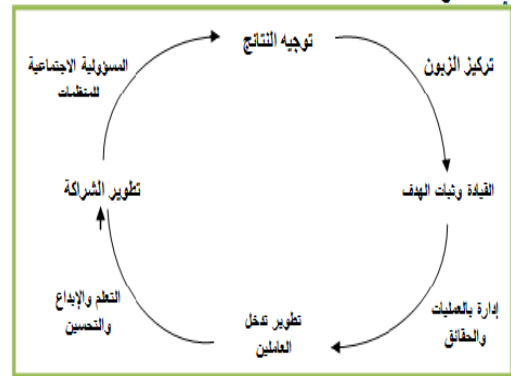 توجيه النتائج
تركيز الزبون
القيادة وثبات الهدف
إدارة بالعمليات
والحقائق
تطوير تدخل
العاملين
التعلم والإبداع
والتحسين
تطوير الشراكة
المسؤولية الاجتماعية
للمنظمات